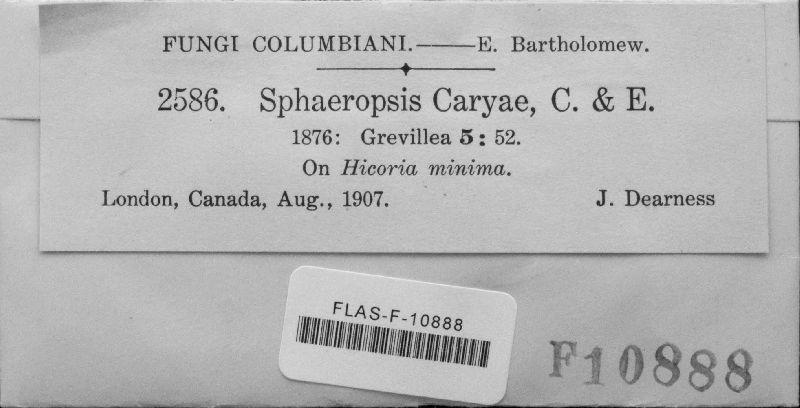 FUNGI COLUMBIANI.——E. Bartholomew.
2586. Sphaeropsis Caryae, C. & E.
1876: Grevillea 5: 52.
On Hicoria minima.
London, Canada, Aug., 1907. J. Dearness
FLAS-F-10888
F10888